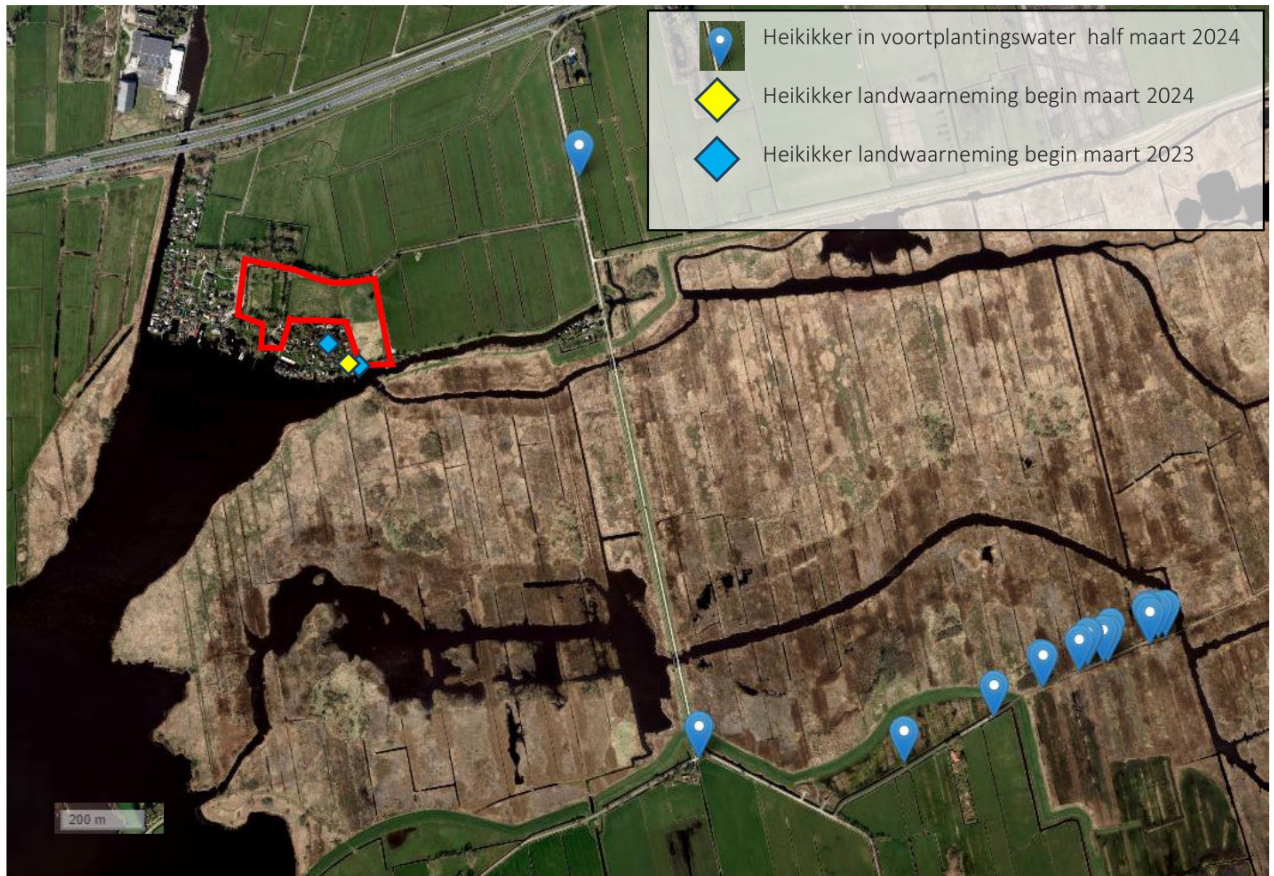 Heikikker in voortplantingswater  half maart 2024
Heikikker landwaarneming begin maart 2024
Heikikker landwaarneming begin maart 2023
200 m